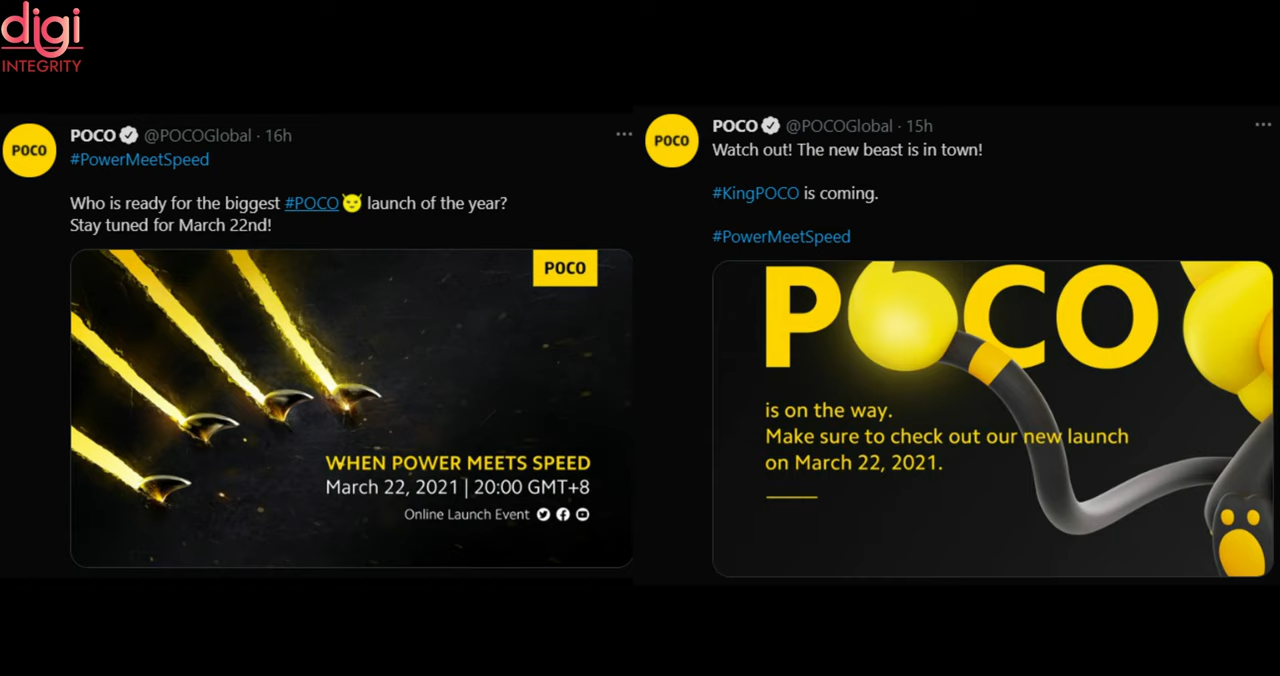 digi
INTEGRITY
POCO @POCOGlobal · 16h
#PowerMeetSpeed
Who is ready for the biggest #POCO 😈 launch of the year?
Stay tuned for March 22nd!
POCO
POCO
WHEN POWER MEETS SPEED
March 22, 2021 | 20:00 GMT+8
Online Launch Event
POCO @POCOGlobal · 15h
POCO
Watch out! The new beast is in town!
#KingPOCO is coming.
#PowerMeetSpeed
POCO
is on the way.
Make sure to check out our new launch
on March 22, 2021.